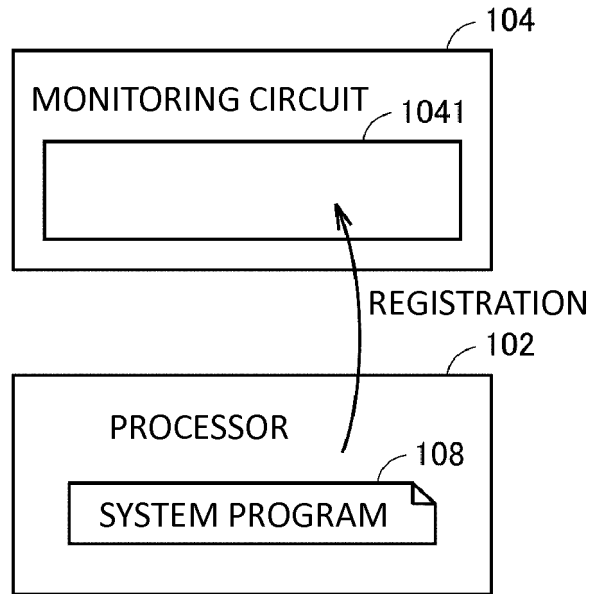 104
MONITORING CIRCUIT
1041
REGISTRATION
102
PROCESSOR
108
SYSTEM PROGRAM